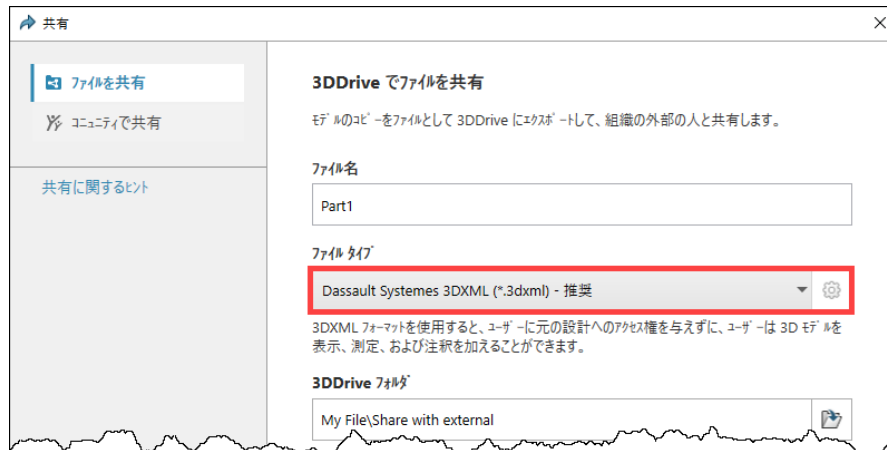 共有
ファイルを共有
コミュニティで共有
共有に関するヒント
3DDrive でファイルを共有
モデルのコピーをファイルとして 3DDrive にエクスポートして、組織の外部の人と共有します。
ファイル名
Part1
ファイル タイプ
Dassault Systemes 3DXML (*.3dxml) - 推奨
3DXML フォーマットを使用すると、ユーザーに元の設計へのアクセス権を与えずに、ユーザーは 3D モデルを
表示、測定、および注釈を加えることができます。
3DDrive フォルダ
My File\Share with external